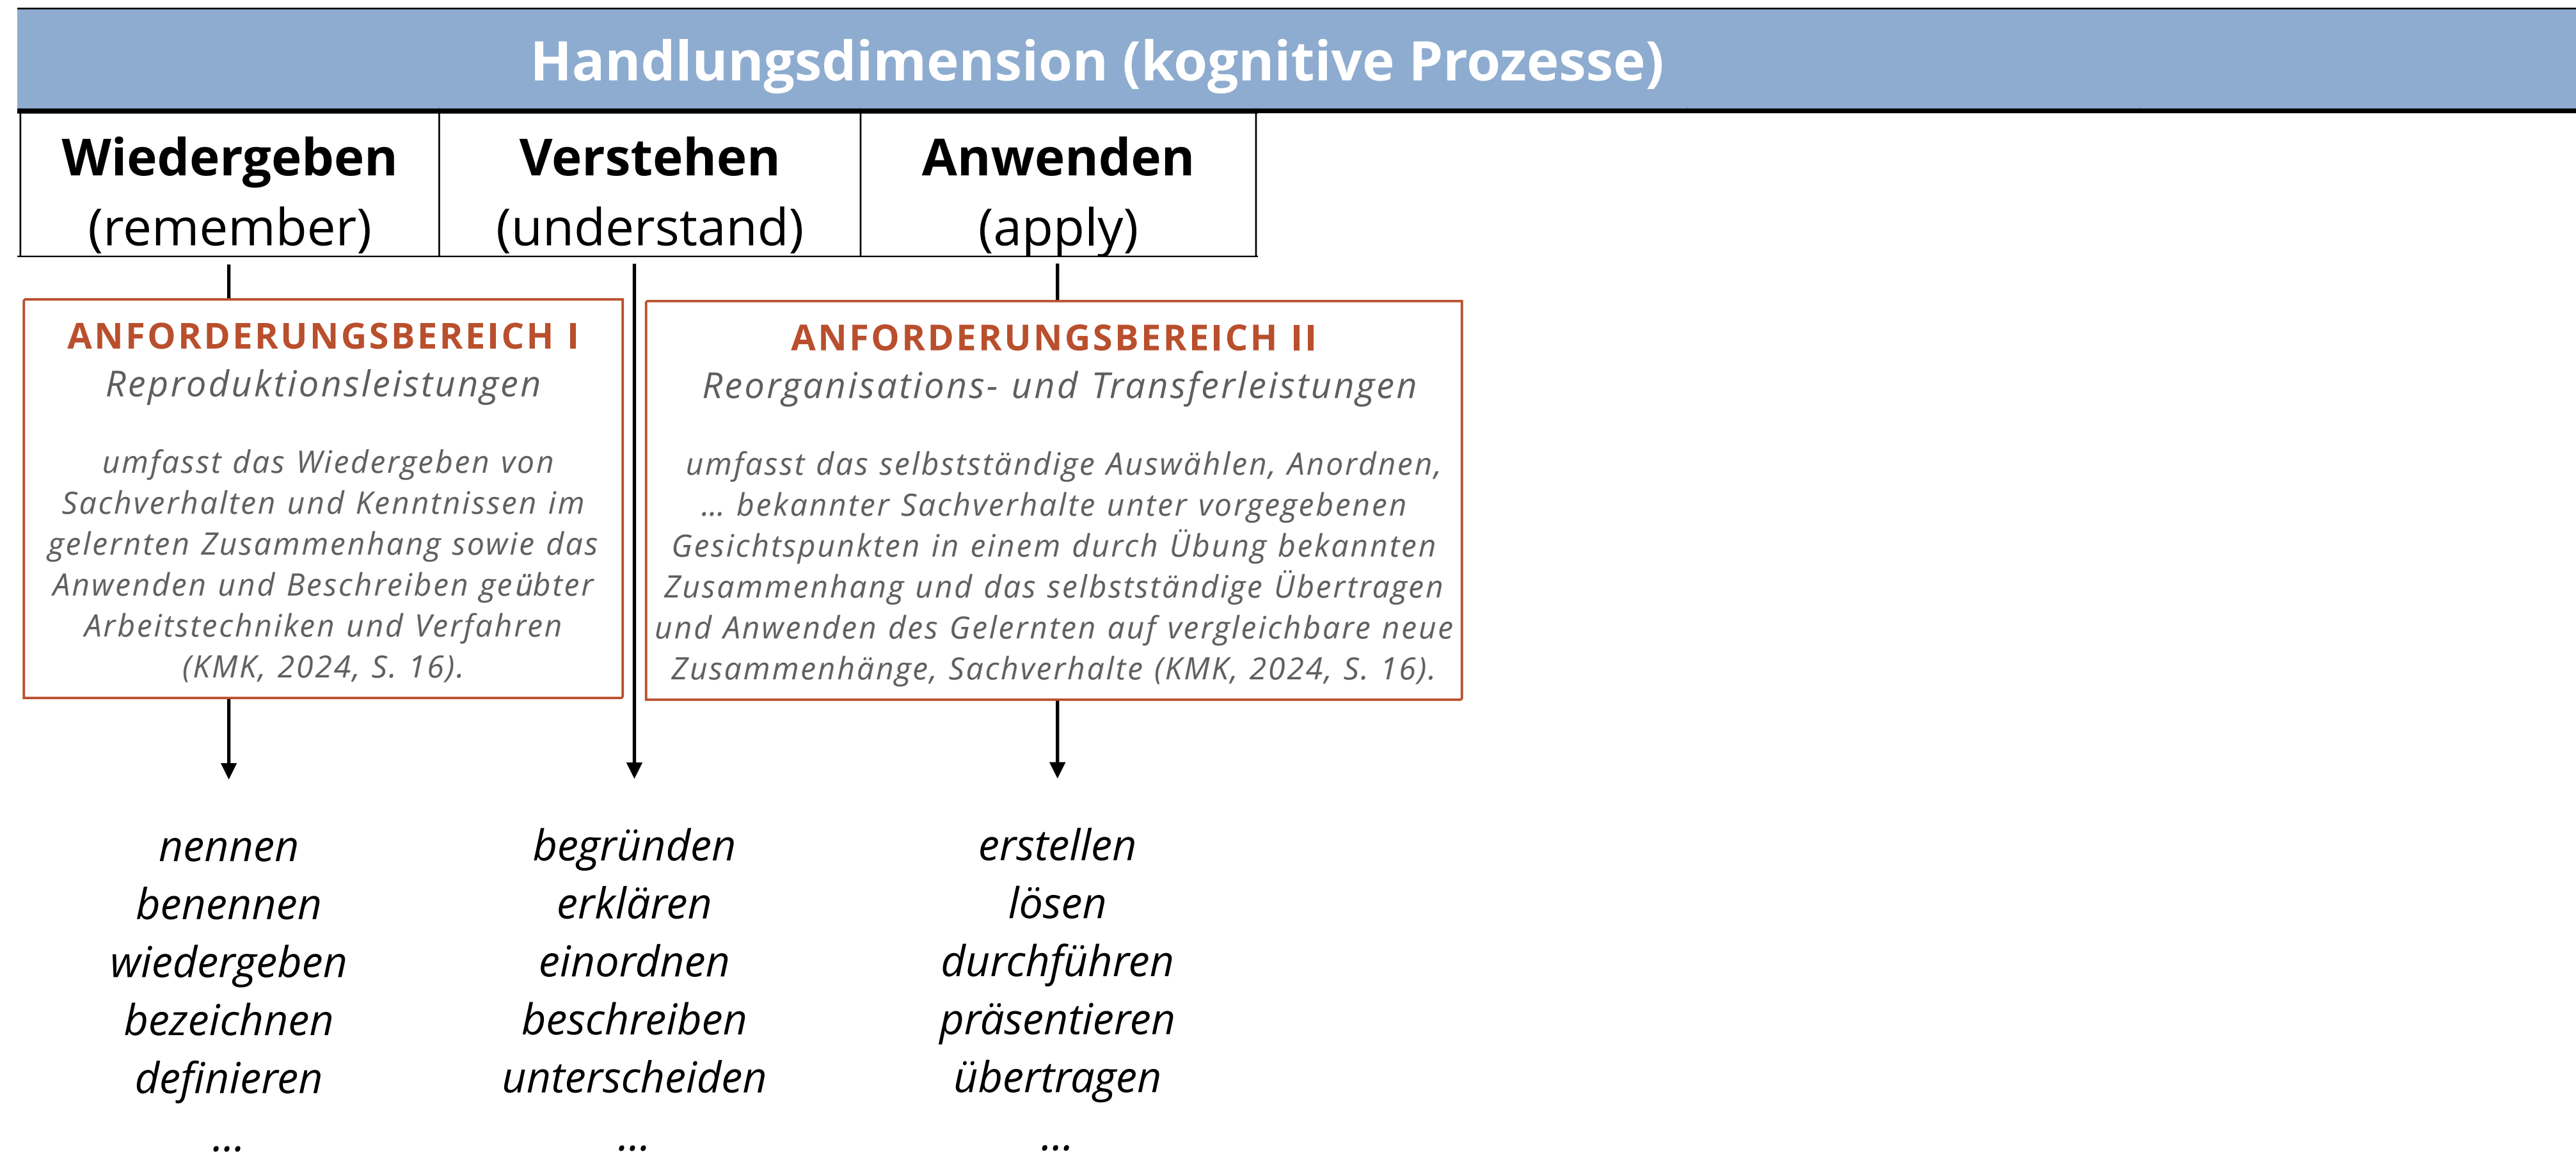 Handlungsdimension (kognitive Prozesse)
Wiedergeben
(remember)
Verstehen
(understand)
Anwenden
(apply)
ANFORDERUNGSBEREICH I
Reproduktionsleistungen
umfasst das Wiedergeben von
Sachverhalten und Kenntnissen im
gelernten Zusammenhang sowie das
Anwenden und Beschreiben geübter
Arbeitstechniken und Verfahren
(KMK, 2024, S. 16).
ANFORDERUNGSBEREICH II
Reorganisations- und Transferleistungen
umfasst das selbstständige Auswählen, Anordnen,
... bekannter Sachverhalte unter vorgegebenen
Gesichtspunkten in einem durch Übung bekannten
Zusammenhang und das selbstständige Übertragen
und Anwenden des Gelernten auf vergleichbare neue
Zusammenhänge, Sachverhalte (KMK, 2024, S. 16).
nennen
benennen
wiedergeben
bezeichnen
definieren
...
begründen
erklären
einordnen
beschreiben
unterscheiden
...
erstellen
lösen
durchführen
präsentieren
übertragen
...